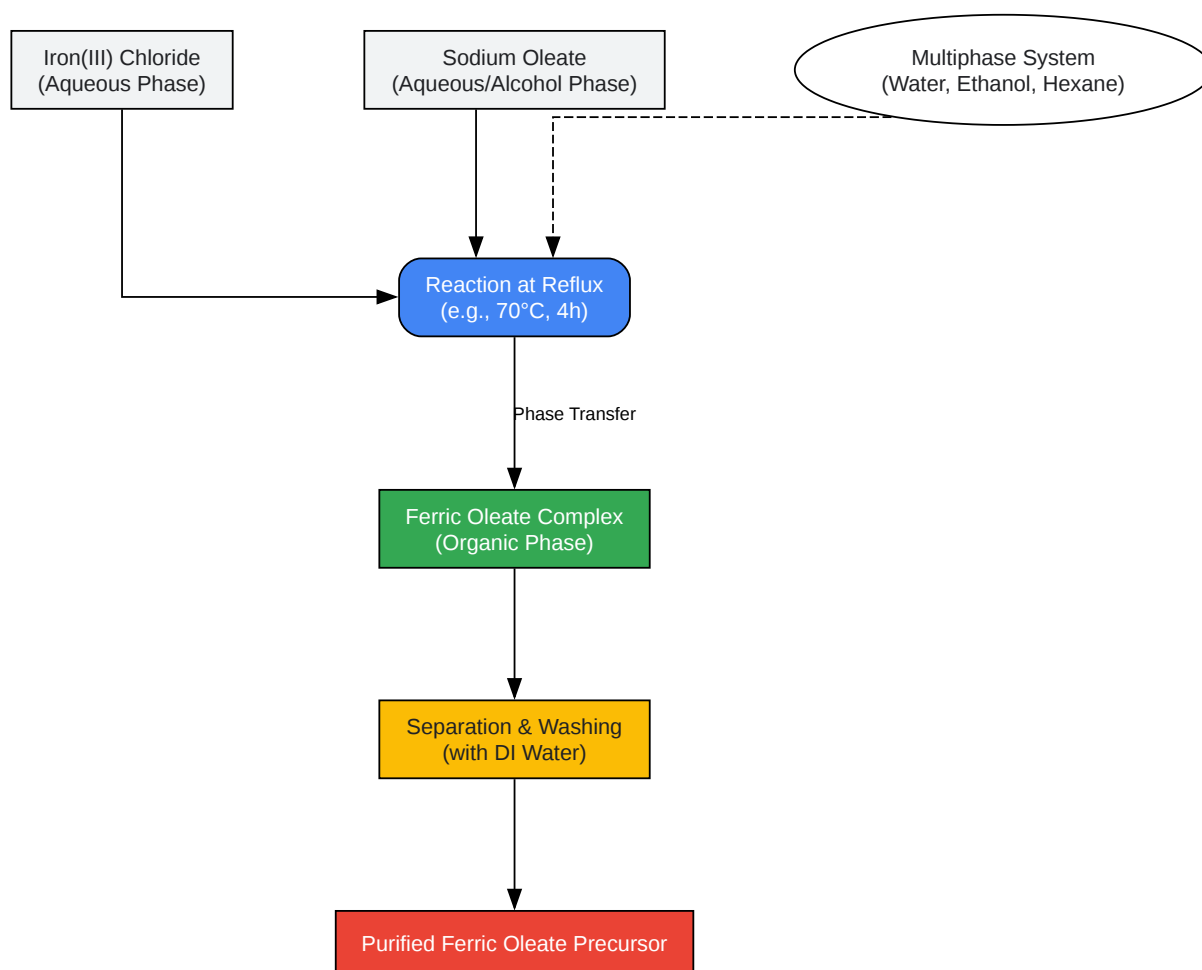 Iron(III) Chloride
(Aqueous Phase)
Sodium Oleate
(Aqueous/Alcohol Phase)
Multiphase System
(Water, Ethanol, Hexane)
Reaction at Reflux
(e.g., 70°C, 4h)
Phase Transfer
Ferric Oleate Complex
(Organic Phase)
Separation & Washing
(with DI Water)
Purified Ferric Oleate Precursor